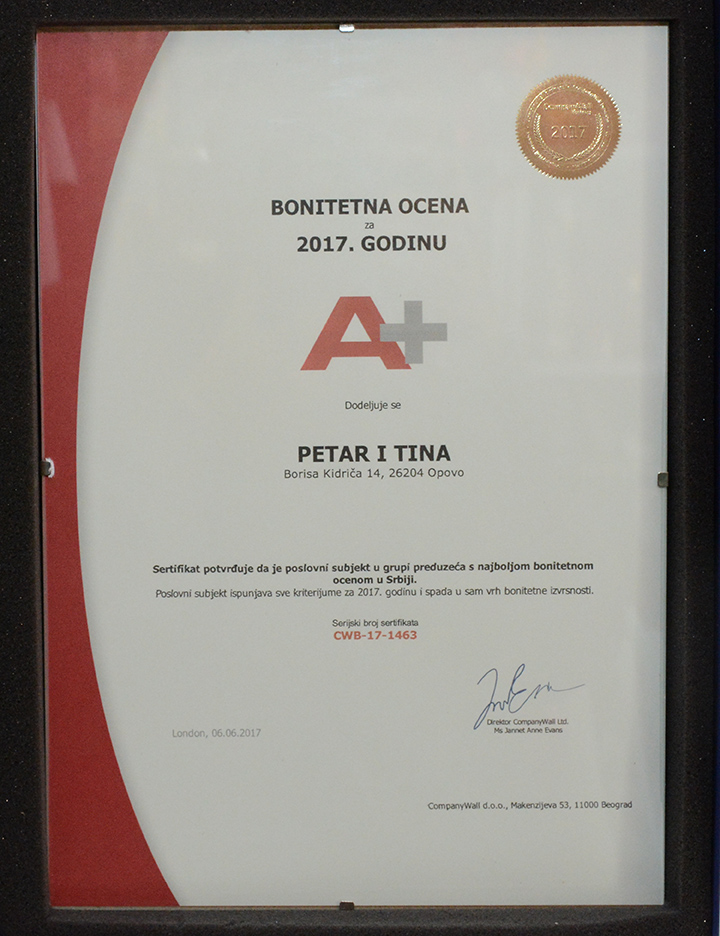 CompanyWall
2017
BONITETNA OCENA
za
2017. GODINU
A+
Dodeljuje se
PETAR I TINA
Borisa Kidriča 14, 26204 Opovo
Sertifikat potvrđuje da je poslovni subjekt u grupi preduzeća s najboljom bonitetnom
ocenom u Srbiji.
Poslovni subjekt ispunjava sve kriterijume za 2017. godinu i spada u sam vrh bonitetne izvrsnosti.
Serijski broj sertifikata
CWB-17-1463
Direktor CompanyWall Ltd.
Ms Jannet Anne Evans
London, 06.06.2017
CompanyWall d.o.o., Makenzijeva 53, 11000 Beograd